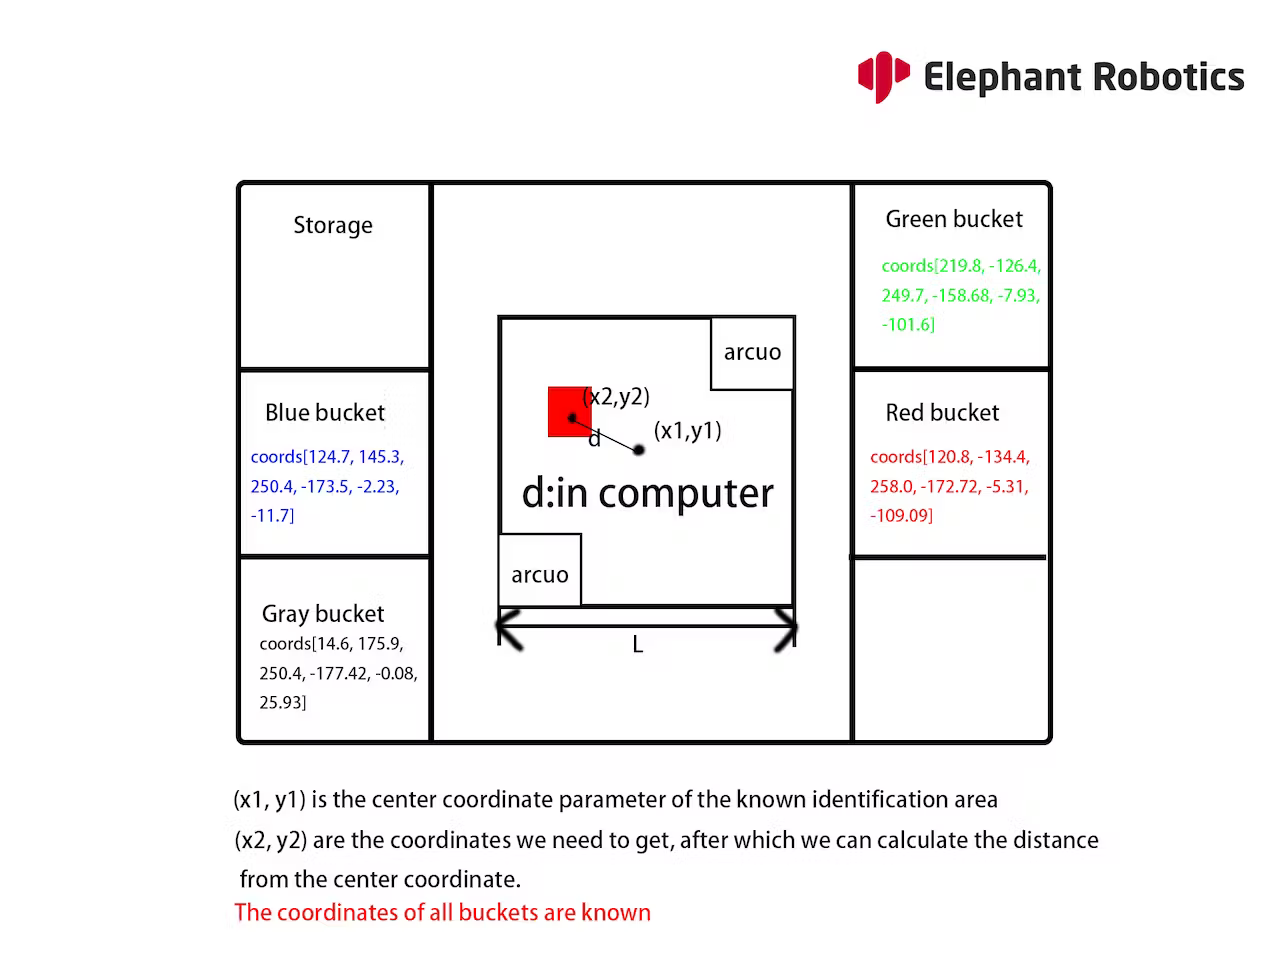 Elephant Robotics
Storage
Green bucket
coords[219.8, -126.4,
249.7, -158.68, -7.93,
-101.6]
arcuo
(x2,y2)
(x1,y1)
d
d:in computer
arcuo
L
Blue bucket
coords[124.7, 145.3,
250.4, -173.5, -2.23,
-11.7]
Red bucket
coords[120.8, -134.4,
258.0, -172.72, -5.31,
-109.09]
Gray bucket
coords[14.6, 175.9,
250.4, -177.42, -0.08,
25.93]
(x1, y1) is the center coordinate parameter of the known identification area
(x2, y2) are the coordinates we need to get, after which we can calculate the distance
from the center coordinate.
The coordinates of all buckets are known